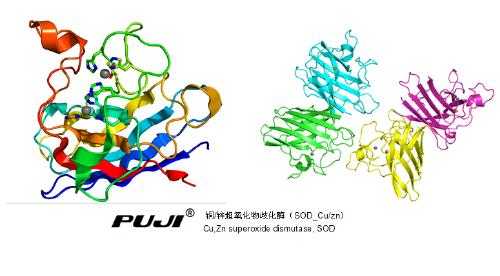 PUJI® 铜/锌超氧化物歧化酶（SOD_Cu/zn）
Cu,Zn superoxide dismutase, SOD